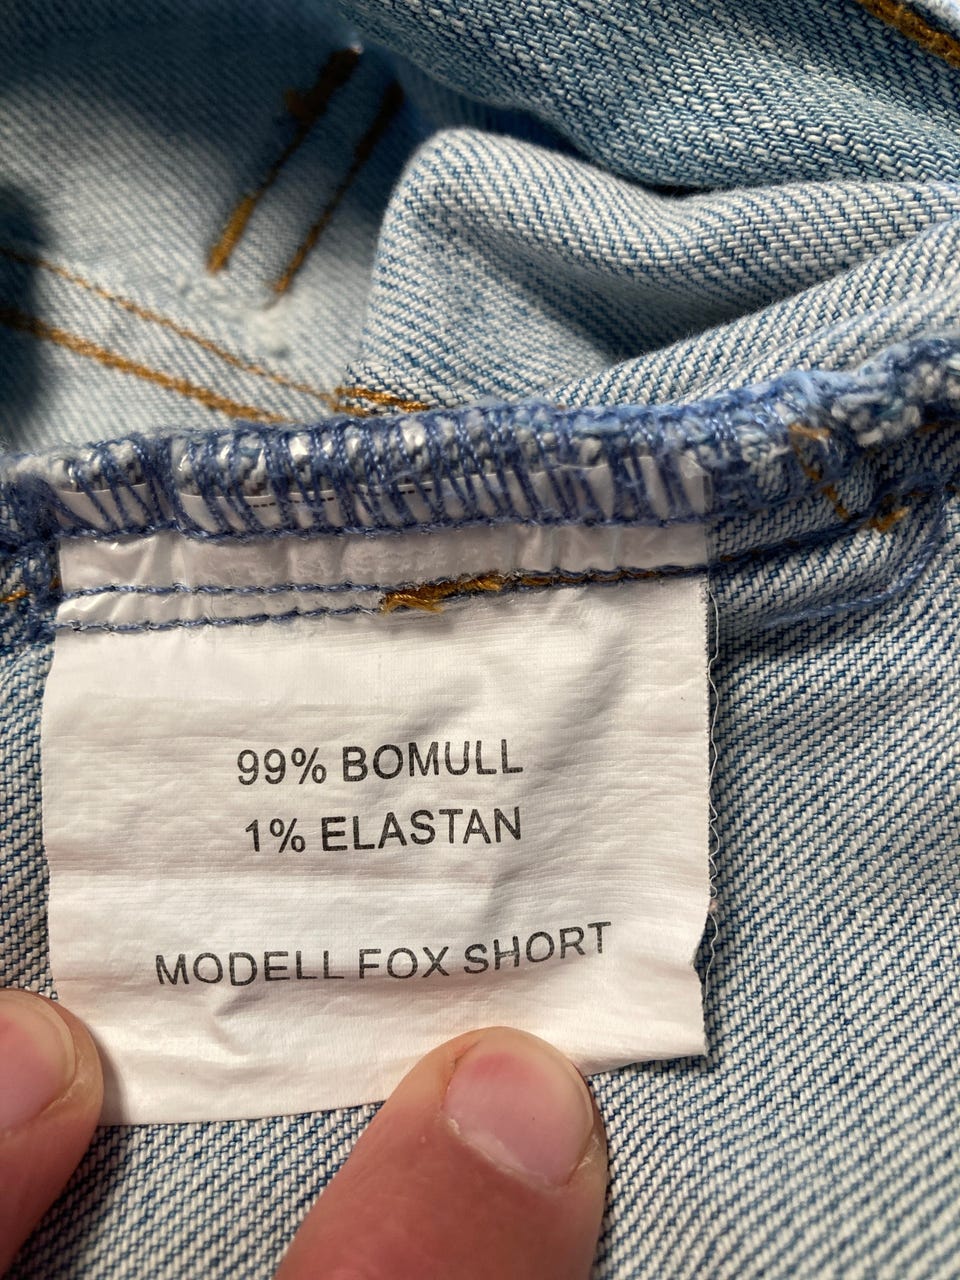 99% BOMULL
1% ELASTAN
MODELL FOX SHORT